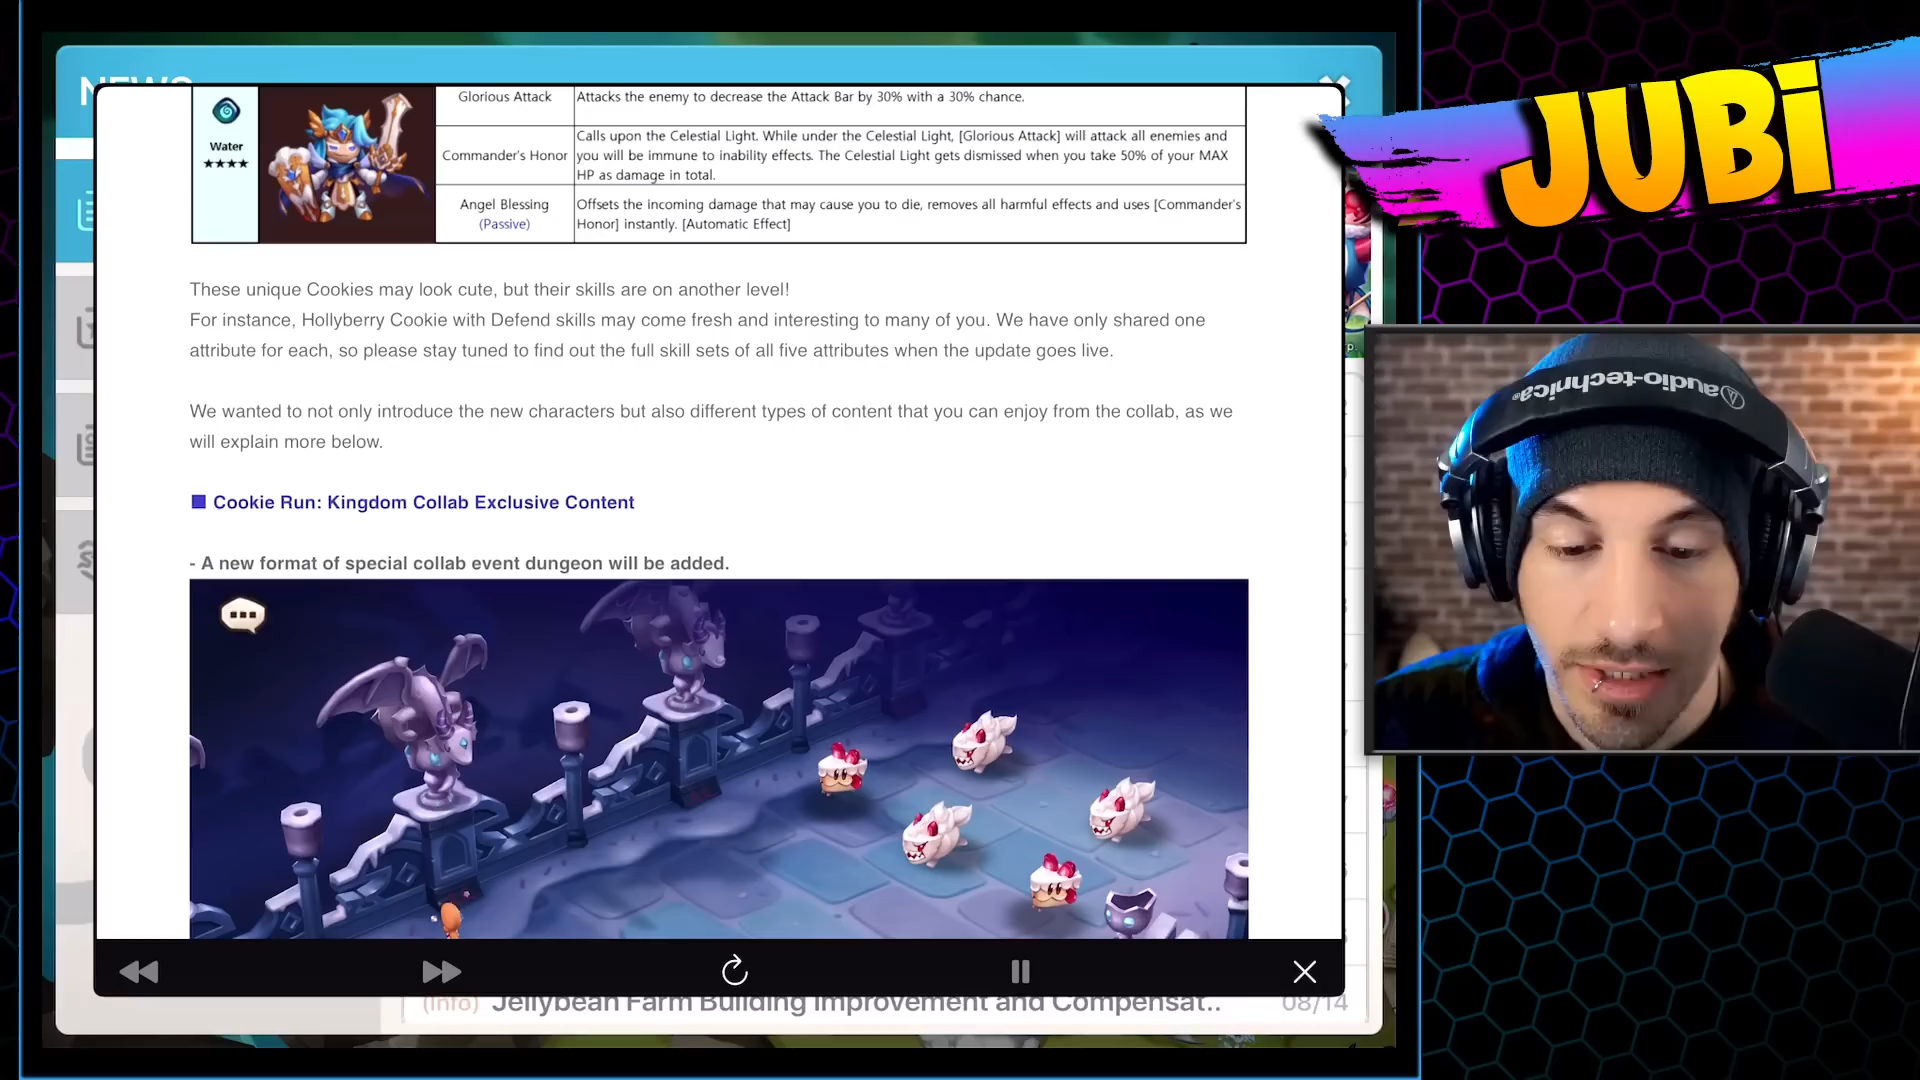 NEWS
JUBi
Glorious Attack
Attacks the enemy to decrease the Attack Bar by 30% with a 30% chance.
Water
★★★★
Commander's Honor
Calls upon the Celestial Light. While under the Celestial Light, [Glorious Attack] will attack all enemies and
you will be immune to inability effects. The Celestial Light gets dismissed when you take 50% of your MAX
HP as damage in total.
Angel Blessing
(Passive)
Offsets the incoming damage that may cause you to die, removes all harmful effects and uses [Commander's
Honor] instantly. [Automatic Effect]
These unique Cookies may look cute, but their skills are on another level!
For instance, Hollyberry Cookie with Defend skills may come fresh and interesting to many of you. We have only shared one
attribute for each, so please stay tuned to find out the full skill sets of all five attributes when the update goes live.
We wanted to not only introduce the new characters but also different types of content that you can enjoy from the collab, as we
will explain more below.
■ Cookie Run: Kingdom Collab Exclusive Content
- A new format of special collab event dungeon will be added.
(Info) Jellybean Farm Building Improvement and Compensat.. 08/14
audio-technica